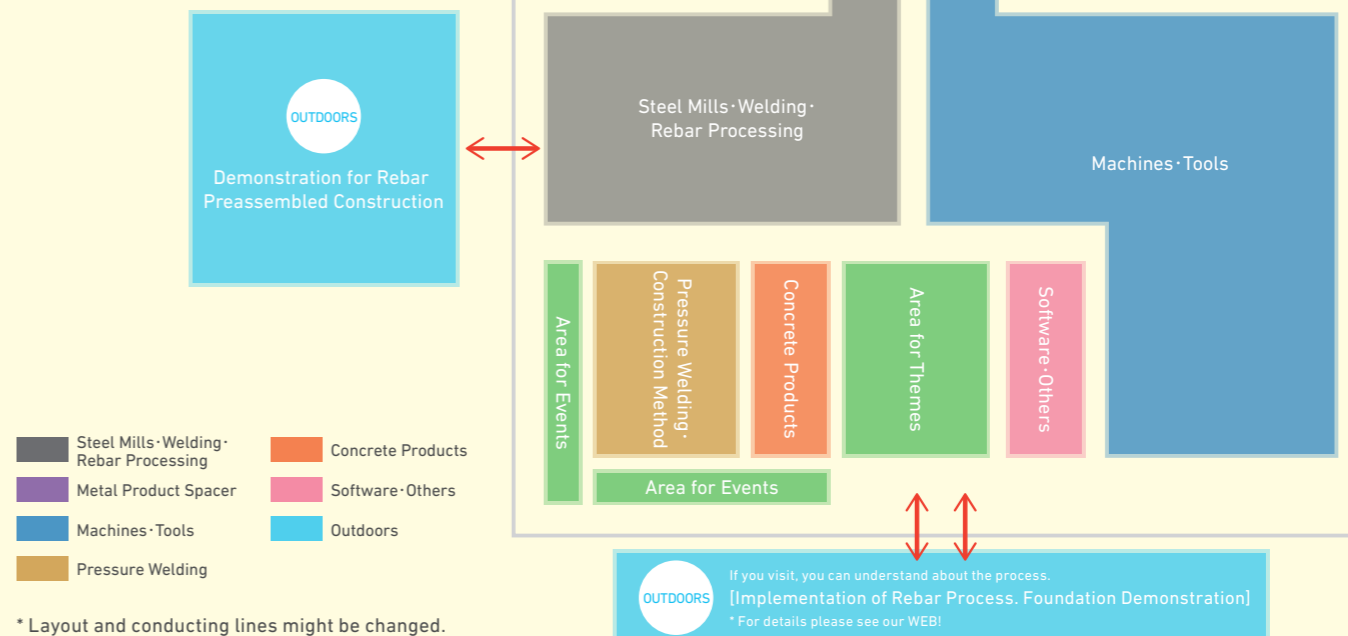 OUTDOORS
Demonstration for Rebar
Preassembled Construction
Steel Mills·Welding·
Rebar Processing
Machines·Tools
Area for Events
Pressure Welding·
Construction Method
Concrete Products
Area for Themes
Software·Others
Area for Events
Steel Mills·Welding·
Rebar Processing
Metal Product Spacer
Machines·Tools
Pressure Welding
Concrete Products
Software·Others
Outdoors
* Layout and conducting lines might be changed.
OUTDOORS
If you visit, you can understand about the process.
[Implementation of Rebar Process. Foundation Demonstration]
* For details please see our WEB!